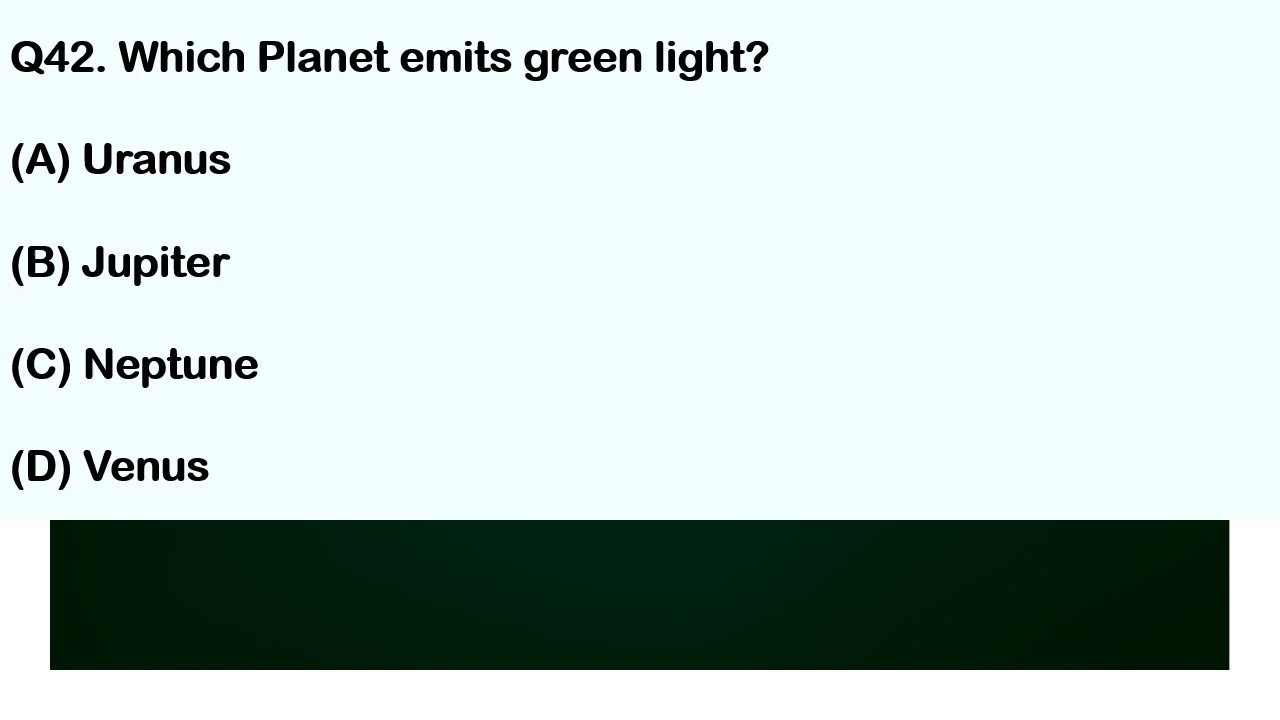 Q42. Which Planet emits green light?
(A) Uranus
(B) Jupiter
(C) Neptune
(D) Venus